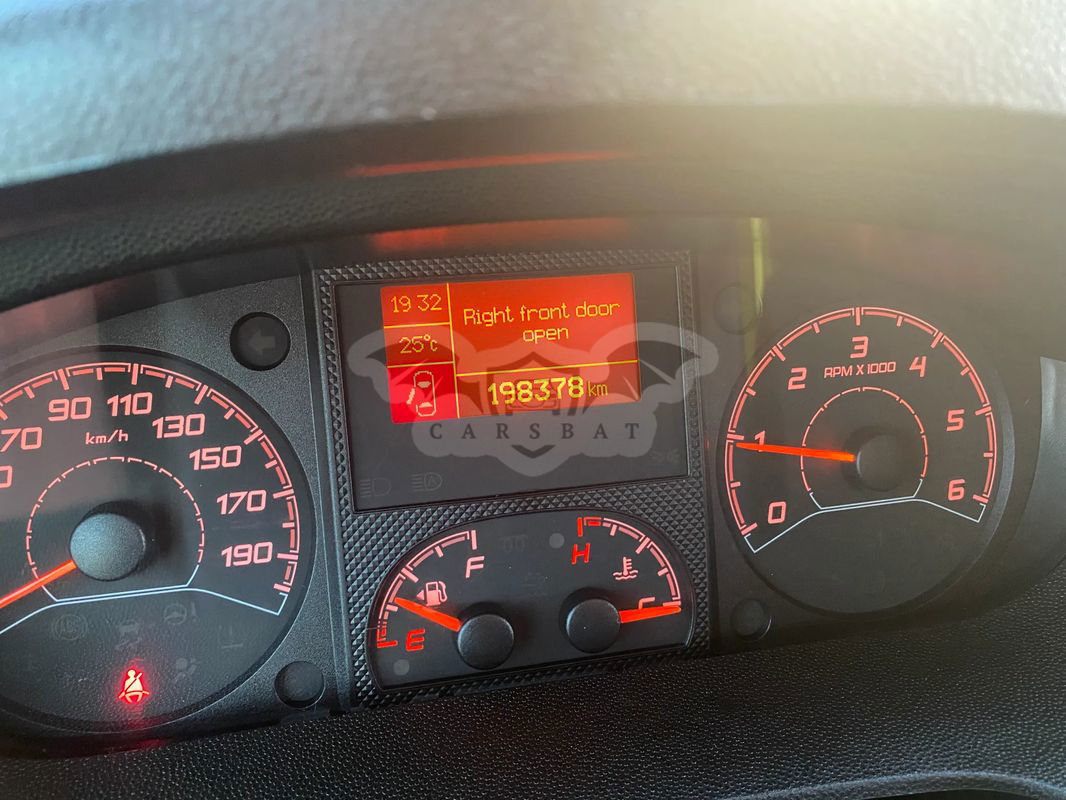 19 32
Right front door
open
25°c
198378 km
CARSBAT
70
90
110
130
150
170
190
km/h
F
E
H
C
0
1
2
3
4
5
6
RPM X 1000